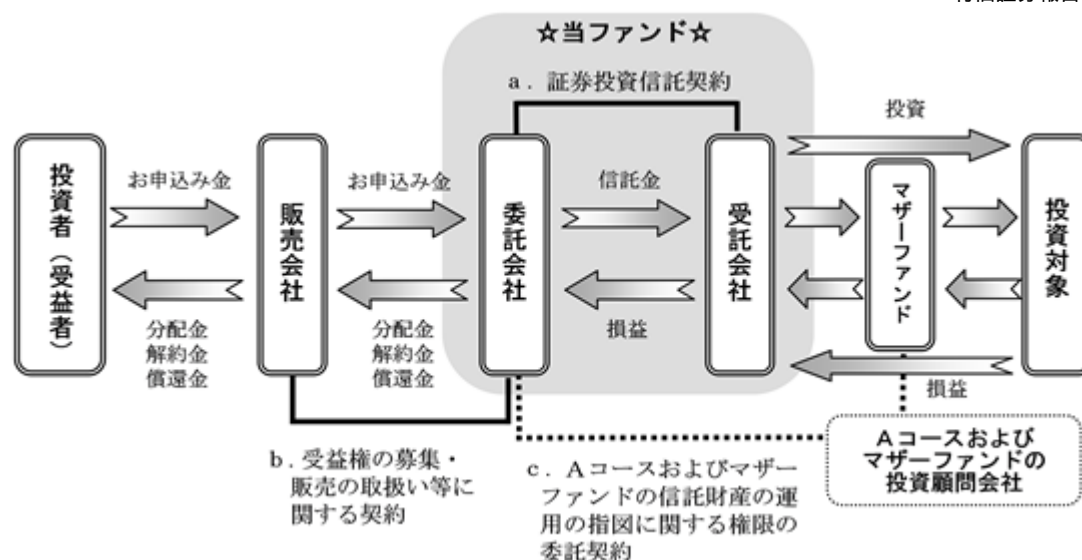 ☆当ファンド☆
a．証券投資信託契約
投資者（受益者）
お申込み金
分配金
解約金
償還金
販売会社
お申込み金
分配金
解約金
償還金
委託会社
信託金
損益
受託会社
投資
マザーファンド
損益
投資対象
b．受益権の募集・
販売の取扱い等に
関する契約
c．Aコースおよびマザー
ファンドの信託財産の運
用の指図に関する権限の
委託契約
Aコースおよび
マザーファンドの
投資顧問会社